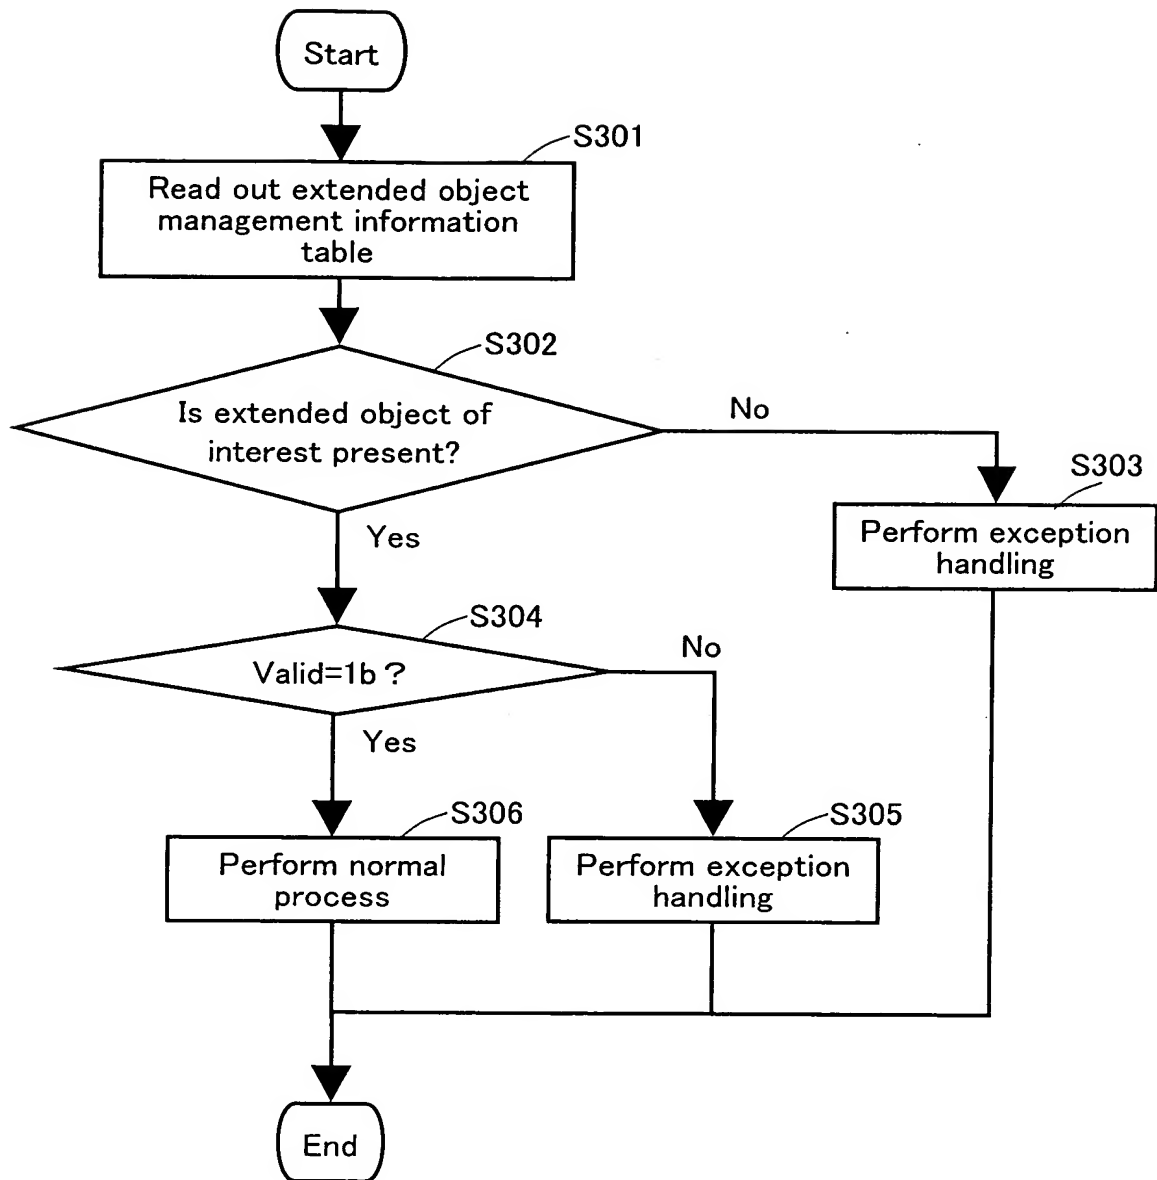 Start
S301
Read out extended object
management information
table
S302
Is extended object of
interest present?
No
S303
Perform exception
handling
Yes
S304
Valid=1b ?
No
Yes
S306
Perform normal
process
S305
Perform exception
handling
End